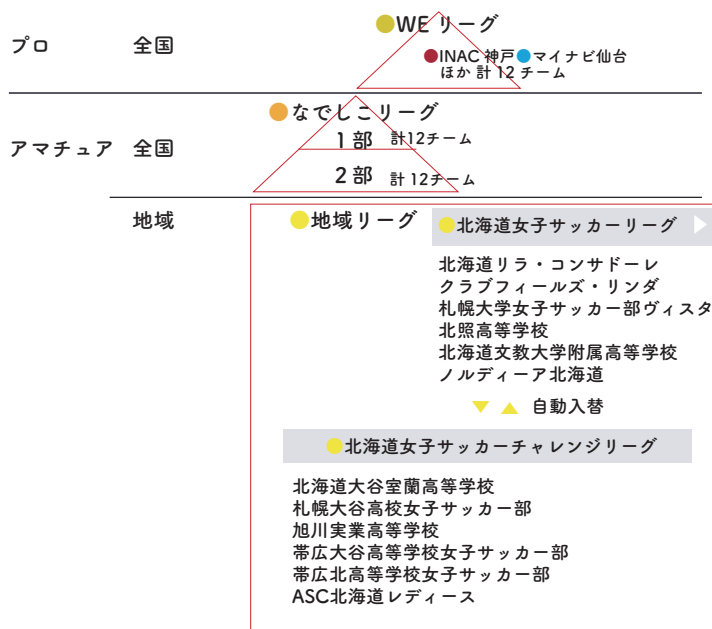 プロ 全国
WE リーグ
INAC 神戸 マイナビ仙台
ほか 計 12 チーム
なでしこリーグ
アマチュア 全国
1 部 計12チーム
2 部 計 12チーム
地域
地域リーグ
北海道女子サッカーリーグ
北海道リラ・コンサドーレ
クラブフィールズ・リンダ
札幌大学女子サッカー部ヴィスタ
北照高等学校
北海道文教大学附属高等学校
ノルディーア北海道
▼ ▲ 自動入替
北海道女子サッカーチャレンジリーグ
北海道大谷室蘭高等学校
札幌大谷高校女子サッカー部
旭川実業高等学校
帯広大谷高等学校女子サッカー部
帯広北高等学校女子サッカー部
ASC北海道レディース